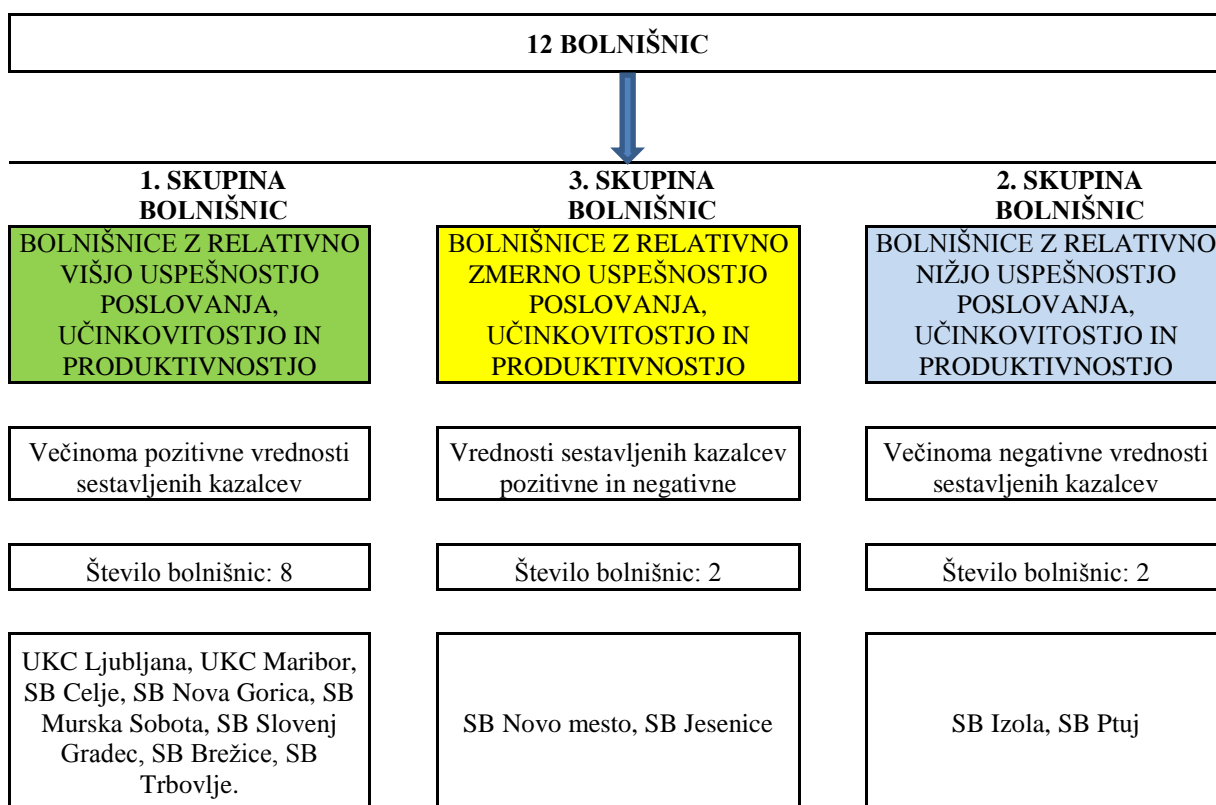 12 BOLNIŠNIC
1. SKUPINA
BOLNIŠNIC
BOLNIŠNICE Z RELATIVNO
VIŠJO USPEŠNOSTJO
POSLOVANJA,
UČINKOVITOSTJO IN
PRODUKTIVNOSTJO
Večinoma pozitivne vrednosti
sestavljenih kazalcev
Število bolnišnic: 8
UKC Ljubljana, UKC Maribor,
SB Celje, SB Nova Gorica, SB
Murska Sobota, SB Slovenj
Gradec, SB Brežice, SB
Trbovlje.
3. SKUPINA
BOLNIŠNIC
BOLNIŠNICE Z RELATIVNO
ZMERNO USPEŠNOSTJO
POSLOVANJA,
UČINKOVITOSTJO IN
PRODUKTIVNOSTJO
Vrednosti sestavljenih kazalcev
pozitivne in negativne
Število bolnišnic: 2
SB Novo mesto, SB Jesenice
2. SKUPINA
BOLNIŠNIC
BOLNIŠNICE Z RELATIVNO
NIŽJO USPEŠNOSTJO
POSLOVANJA,
UČINKOVITOSTJO IN
PRODUKTIVNOSTJO
Večinoma negativne vrednosti
sestavljenih kazalcev
Število bolnišnic: 2
SB Izola, SB Ptuj